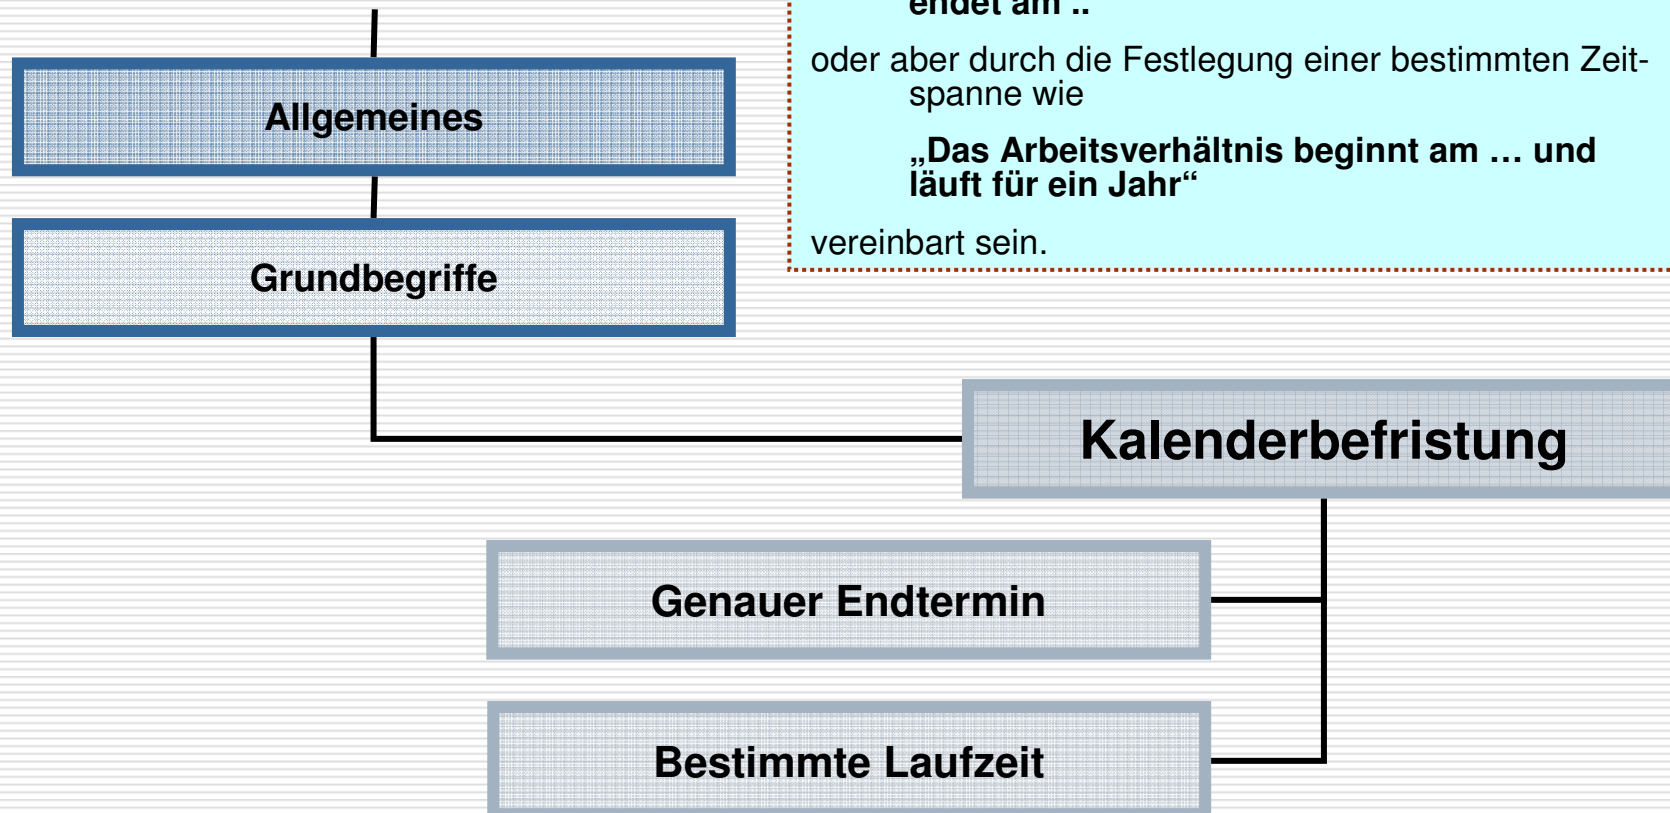 endet am ..
oder aber durch die Festlegung einer bestimmten Zeit-
spanne wie
„Das Arbeitsverhältnis beginnt am … und
läuft für ein Jahr“
vereinbart sein.
Allgemeines
Grundbegriffe
Kalenderbefristung
Genauer Endtermin
Bestimmte Laufzeit